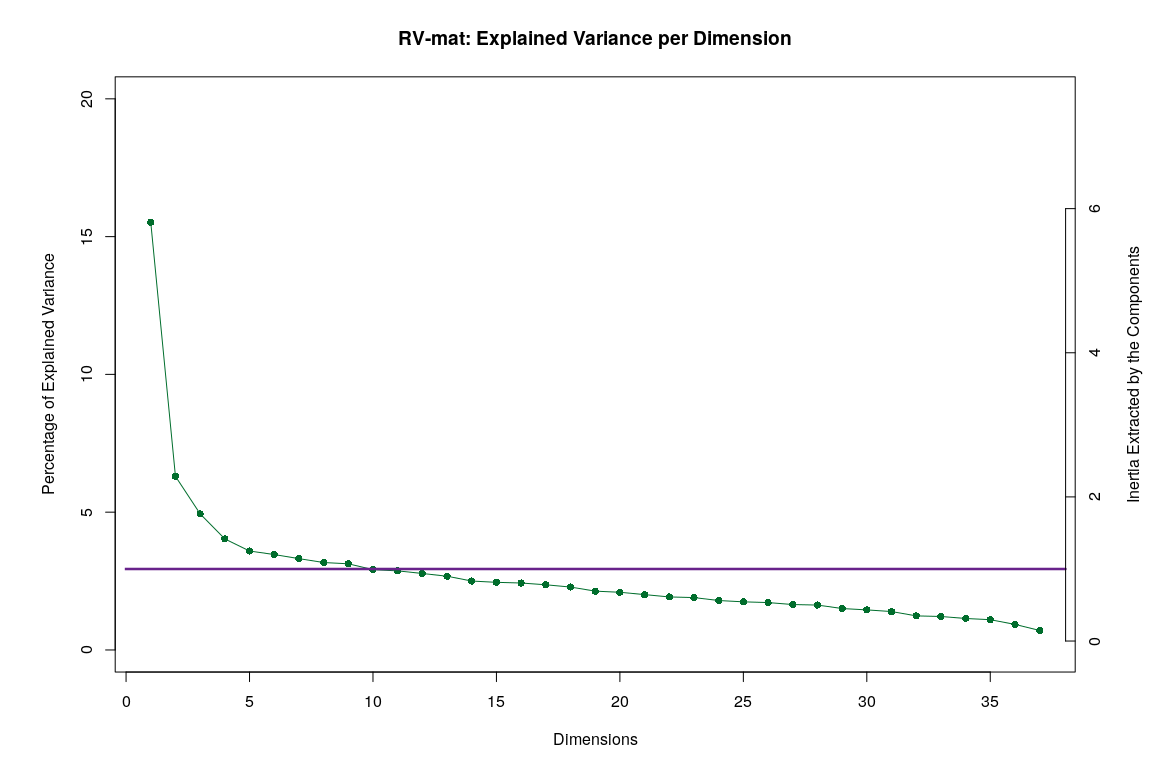 RV-mat: Explained Variance per Dimension
20
15
10
5
0
Percentage of Explained Variance
6
4
2
0
Inertia Extracted by the Components
0 5 10 15 20 25 30 35
Dimensions